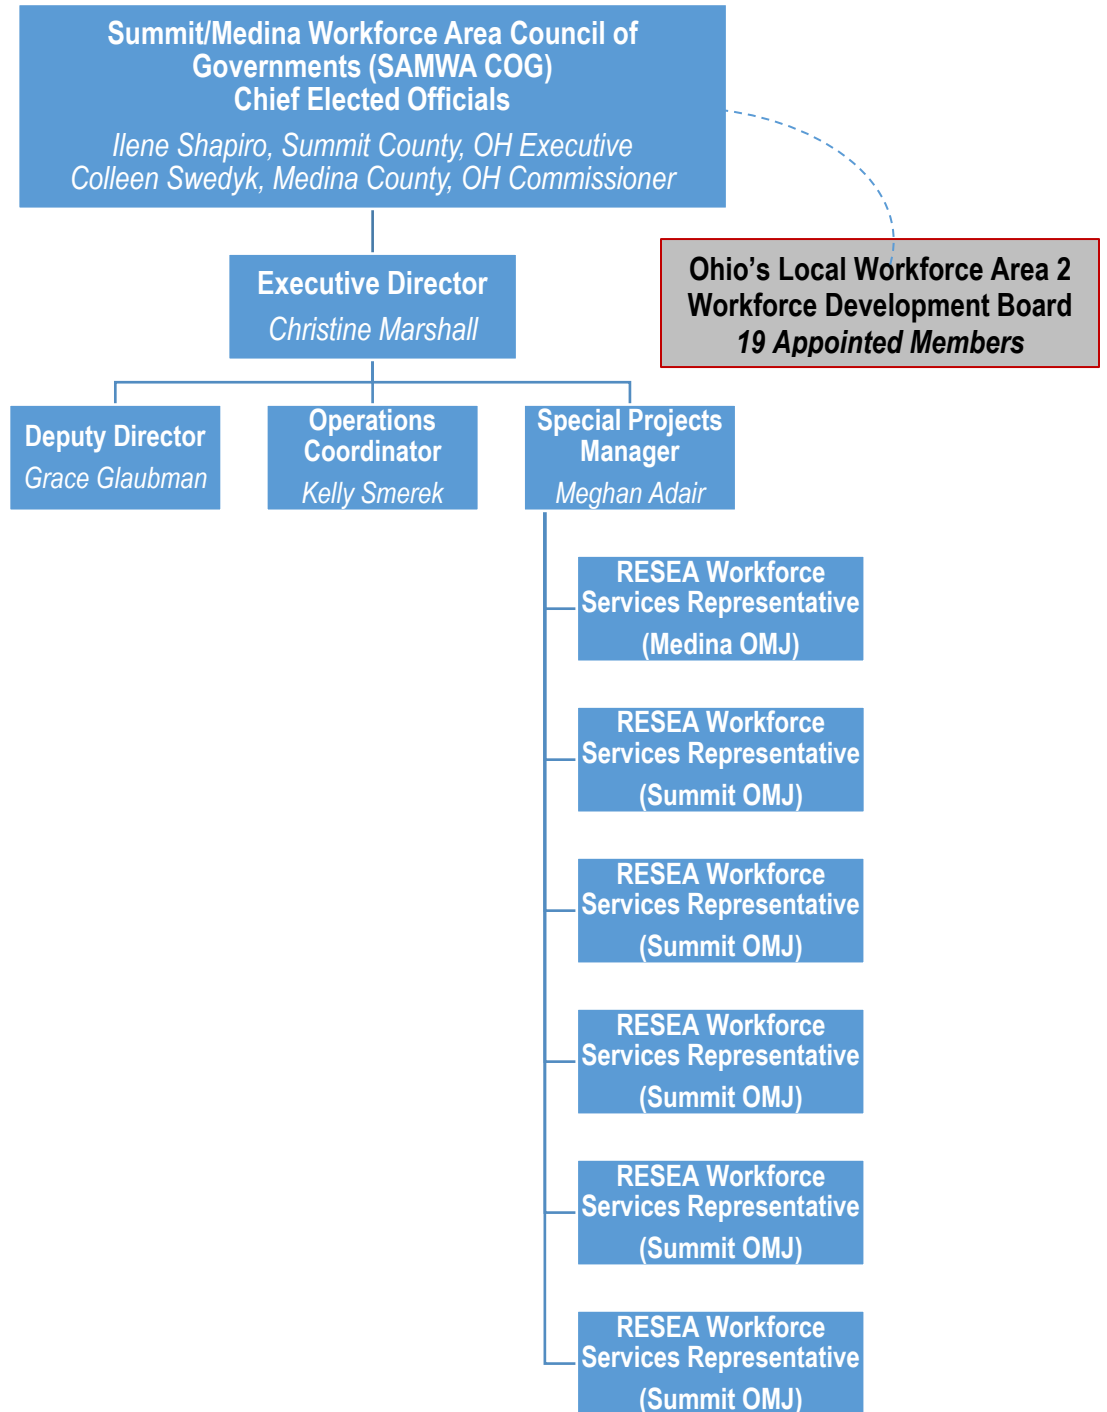 Summit/Medina Workforce Area Council of
Governments (SAMWA COG)
Chief Elected Officials
Ilene Shapiro, Summit County, OH Executive
Colleen Swedyk, Medina County, OH Commissioner
Ohio’s Local Workforce Area 2
Workforce Development Board
19 Appointed Members
Executive Director
Christine Marshall
Deputy Director
Grace Glaubman
Operations
Coordinator
Kelly Smerek
Special Projects
Manager
Meghan Adair
RESEA Workforce
Services Representative
(Medina OMJ)
RESEA Workforce
Services Representative
(Summit OMJ)
RESEA Workforce
Services Representative
(Summit OMJ)
RESEA Workforce
Services Representative
(Summit OMJ)
RESEA Workforce
Services Representative
(Summit OMJ)
RESEA Workforce
Services Representative
(Summit OMJ)